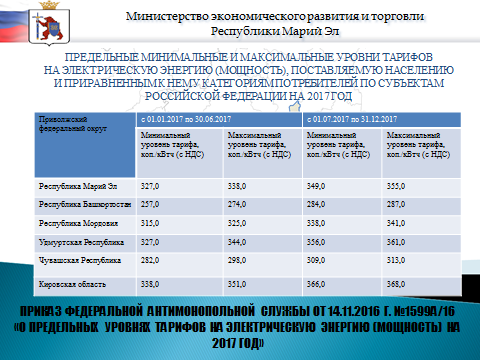 Министерство экономического развития и торговли
Республики Марий Эл
ПРЕДЕЛЬНЫЕ МИНИМАЛЬНЫЕ И МАКСИМАЛЬНЫЕ УРОВНИ ТАРИФОВ
НА ЭЛЕКТРИЧЕСКУЮ ЭНЕРГИЮ (МОЩНОСТЬ), ПОСТАВЛЯЕМУЮ НАСЕЛЕНИЮ
И ПРИРАВНЕННЫМ К НЕМУ КАТЕГОРИЯМ ПОТРЕБИТЕЛЕЙ ПО СУБЪЕКТАМ
РОССИЙСКОЙ ФЕДЕРАЦИИ НА 2017 ГОД
Приволжский федеральный округ с 01.01.2017 по 30.06.2017 с 01.07.2017 по 31.12.2017
Минимальный Максимальный Минимальный Максимальный
уровень тарифа, уровень тарифа, уровень тарифа, уровень тарифа,
коп./кВтч (с НДС) коп./кВтч (с НДС) коп./кВтч (с НДС) коп./кВтч (с НДС)
Республика Марий Эл 327,0 338,0 349,0 355,0
Республика Башкортостан 257,0 274,0 284,0 287,0
Республика Мордовия 315,0 325,0 338,0 341,0
Удмуртская Республика 327,0 344,0 356,0 361,0
Чувашская Республика 282,0 298,0 309,0 313,0
Кировская область 338,0 351,0 366,0 368,0
ПРИКАЗ ФЕДЕРАЛЬНОЙ АНТИМОНОПОЛЬНОЙ СЛУЖБЫ ОТ 14.11.2016 Г. №1599А/16
«О ПРЕДЕЛЬНЫХ УРОВНЯХ ТАРИФОВ НА ЭЛЕКТРИЧЕСКУЮ ЭНЕРГИЮ (МОЩНОСТЬ) НА
2017 ГОД»